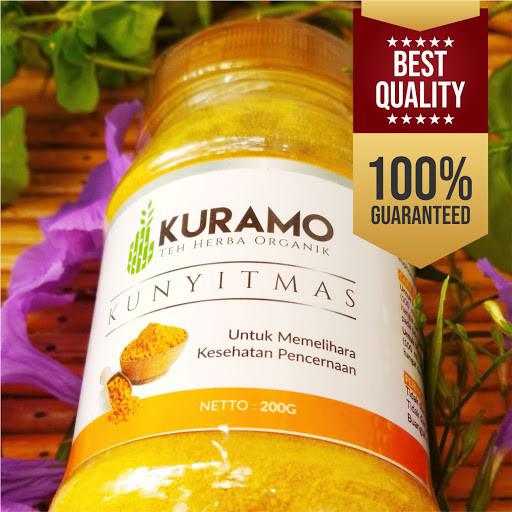 ★★★★★
BEST
QUALITY
★★★★★
100%
GUARANTEED
KURAMO
TEH HERBA ORGANIK
KUNYITMAS
Untuk Memelihara
Kesehatan Pencernaan
NETTO : 200G